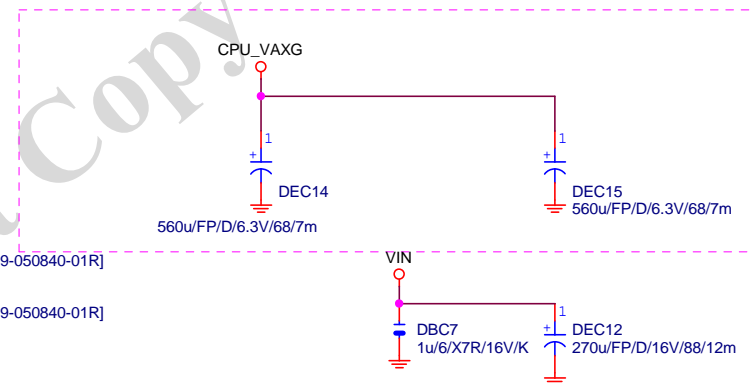 CPU_VAXG
1
+
DEC14
560u/FP/D/6.3V/68/7m
1
+
DEC15
560u/FP/D/6.3V/68/7m
Copy
9-050840-01R]
9-050840-01R]
VIN
DBC7
1u/6/X7R/16V/K
1
+
DEC12
270u/FP/D/16V/88/12m